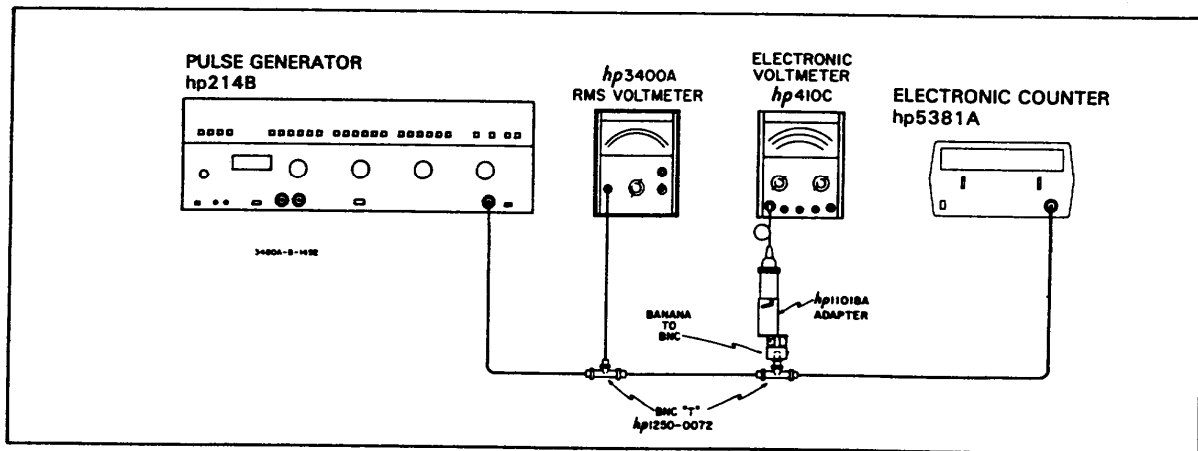 PULSE GENERATOR
hp214B
hp3400A
RMS VOLTMETER
ELECTRONIC
VOLTMETER
hp410C
ELECTRONIC COUNTER
hp5381A
3400A-B-1492
hp11018A
ADAPTER
BANANA
TO
BNC
BNC "T"
hp1250-0072